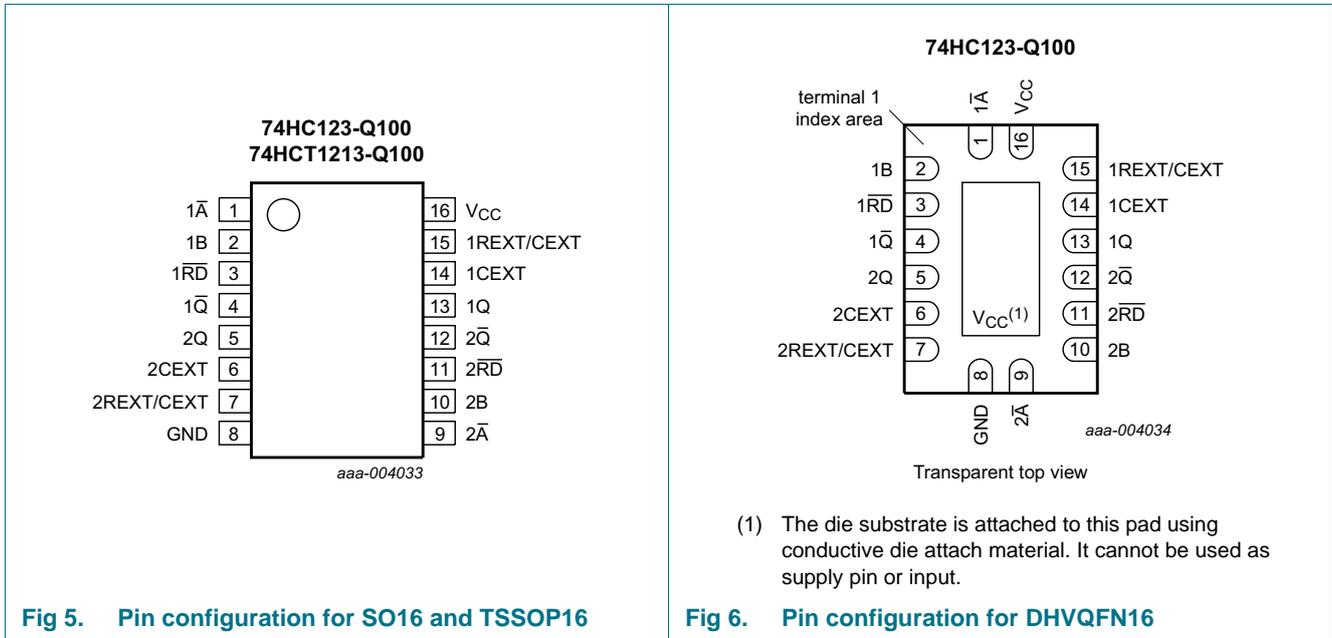 74HC123-Q100
74HCT1213-Q100
1A̅ 1
1B 2
1R̅D̅ 3
1Q̅ 4
2Q 5
2CEXT 6
2REXT/CEXT 7
GND 8
16 VCC
15 1REXT/CEXT
14 1CEXT
13 1Q
12 2Q̅
11 2R̅D̅
10 2B
9 2A̅
aaa-004033
Fig 5. Pin configuration for SO16 and TSSOP16
74HC123-Q100
terminal 1
index area
1A̅
VCC
1
16
1B 2
1R̅D̅ 3
1Q̅ 4
2Q 5
2CEXT 6
2REXT/CEXT 7
15 1REXT/CEXT
14 1CEXT
13 1Q
12 2Q̅
11 2R̅D̅
10 2B
VCC(1)
8
9
GND
2A̅
aaa-004034
Transparent top view
(1) The die substrate is attached to this pad using
conductive die attach material. It cannot be used as
supply pin or input.
Fig 6. Pin configuration for DHVQFN16